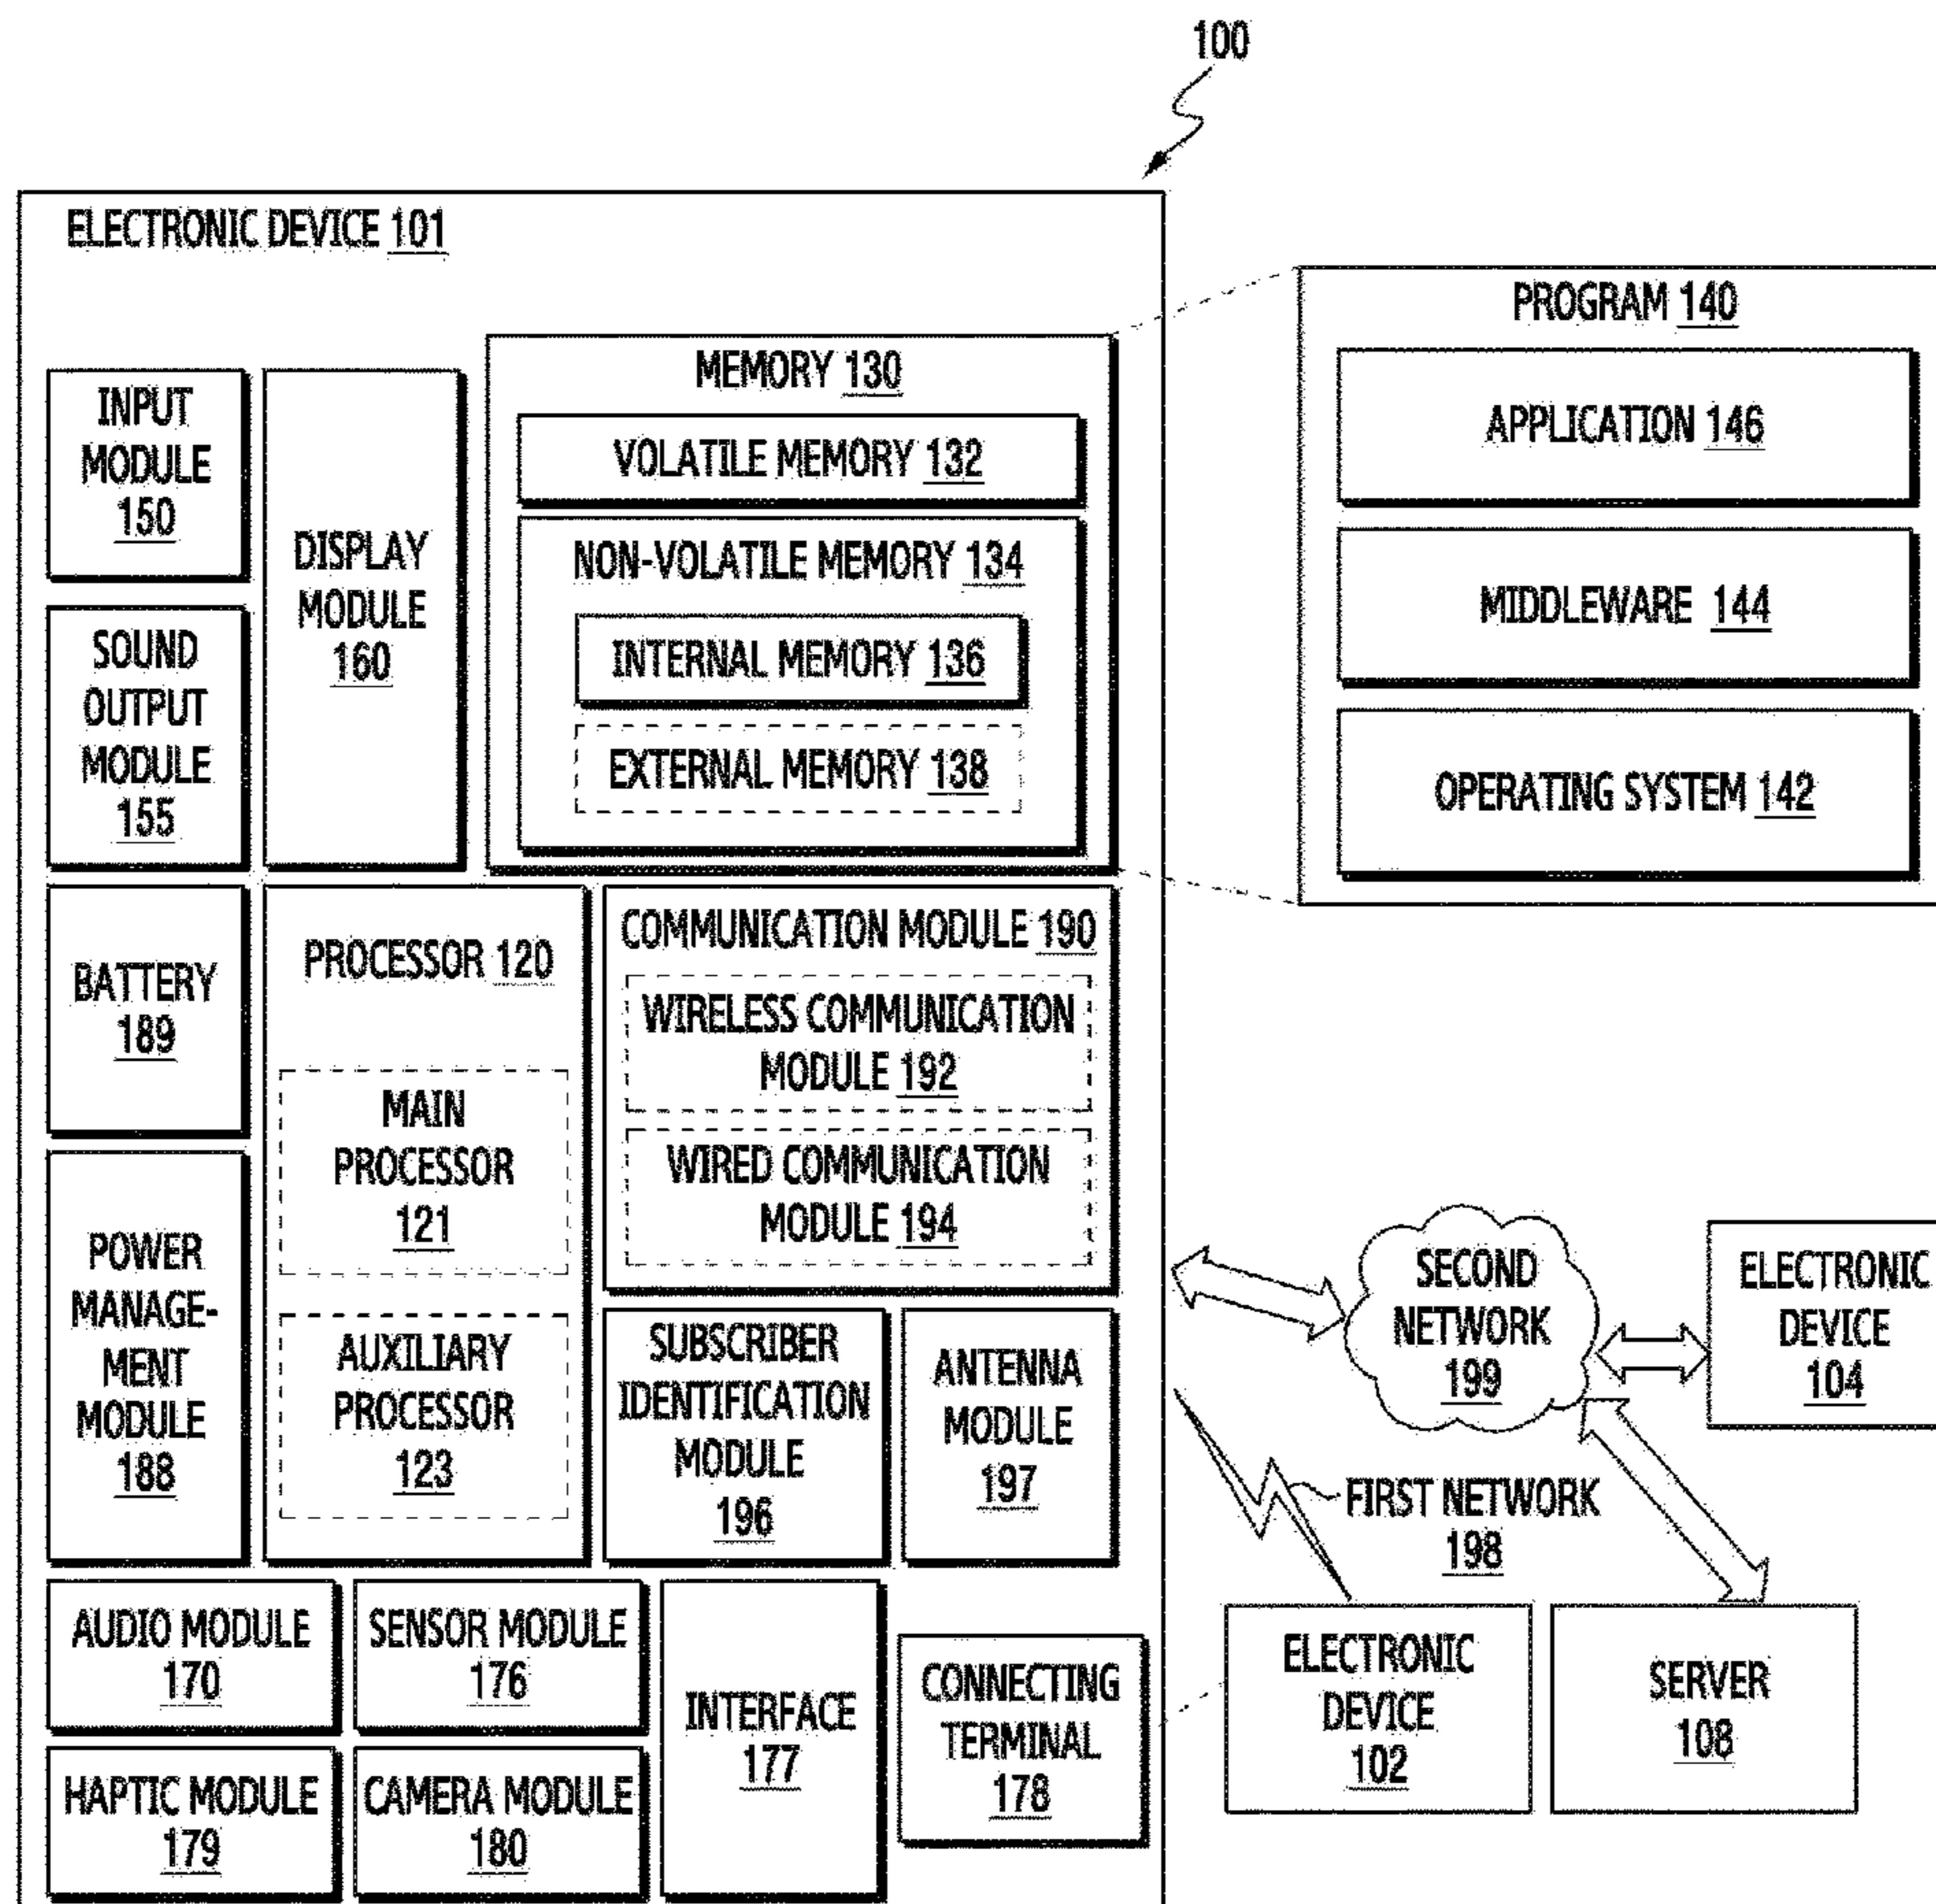 100
ELECTRONIC DEVICE 101
PROGRAM 140
APPLICATION 146
MIDDLEWARE 144
OPERATING SYSTEM 142
MEMORY 130
VOLATILE MEMORY 132
NON-VOLATILE MEMORY 134
INTERNAL MEMORY 136
EXTERNAL MEMORY 138
INPUT
MODULE
150
SOUND
OUTPUT
MODULE
155
DISPLAY
MODULE
160
BATTERY
189
POWER
MANAGE-
MENT
MODULE
188
PROCESSOR 120
MAIN
PROCESSOR
121
AUXILIARY
PROCESSOR
123
COMMUNICATION MODULE 190
WIRELESS COMMUNICATION
MODULE 192
WIRED COMMUNICATION
MODULE 194
SUBSCRIBER
IDENTIFICATION
MODULE
196
ANTENNA
MODULE
197
SECOND
NETWORK
199
ELECTRONIC
DEVICE
104
FIRST NETWORK
198
AUDIO MODULE
170
SENSOR MODULE
176
INTERFACE
177
CONNECTING
TERMINAL
178
ELECTRONIC
DEVICE
102
SERVER
108
HAPTIC MODULE
179
CAMERA MODULE
180